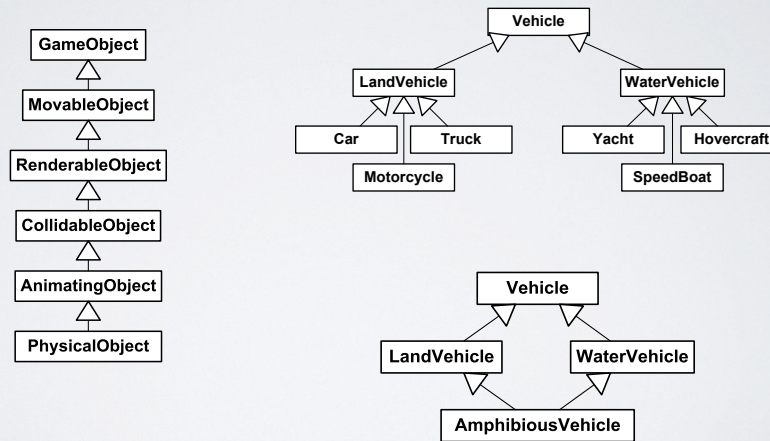 GameObject
MovableObject
RenderableObject
CollidableObject
AnimatingObject
PhysicalObject
Vehicle
LandVehicle
WaterVehicle
Car
Truck
Yacht
Hovercraft
Motorcycle
SpeedBoat
Vehicle
LandVehicle
WaterVehicle
AmphibiousVehicle